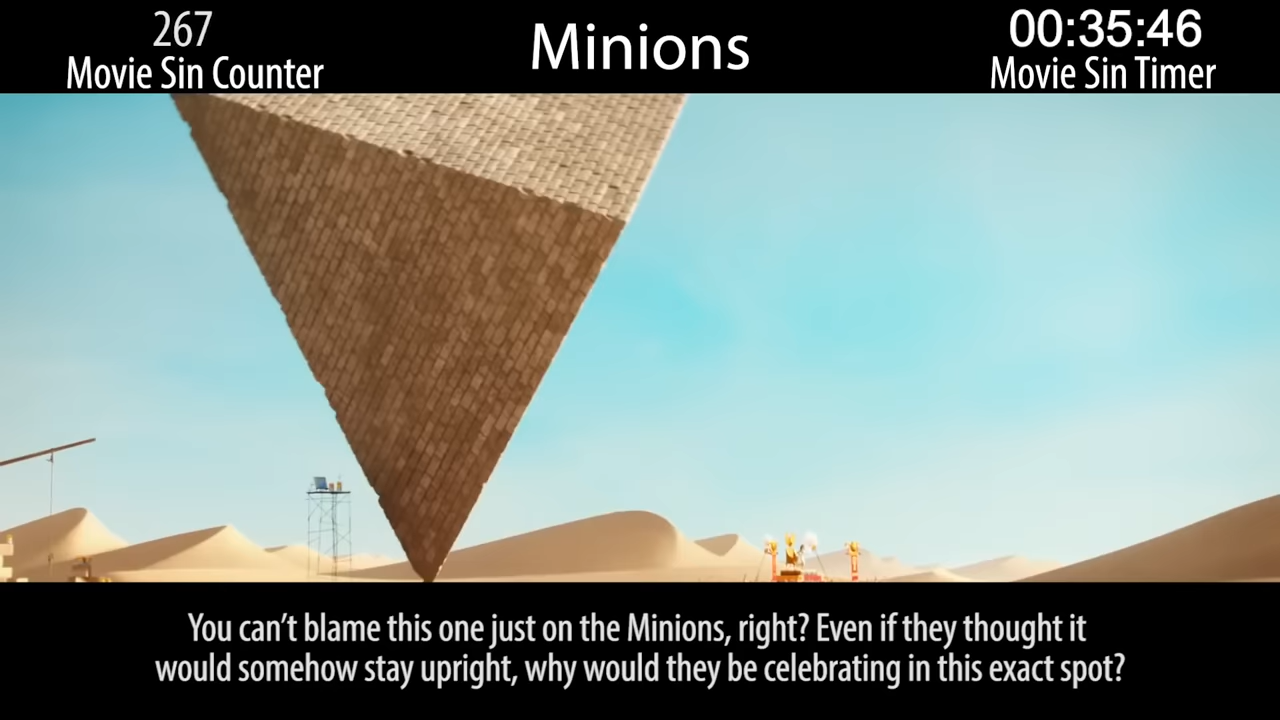 267
Movie Sin Counter
Minions
00:35:46
Movie Sin Timer
You can't blame this one just on the Minions, right? Even if they thought it
would somehow stay upright, why would they be celebrating in this exact spot?